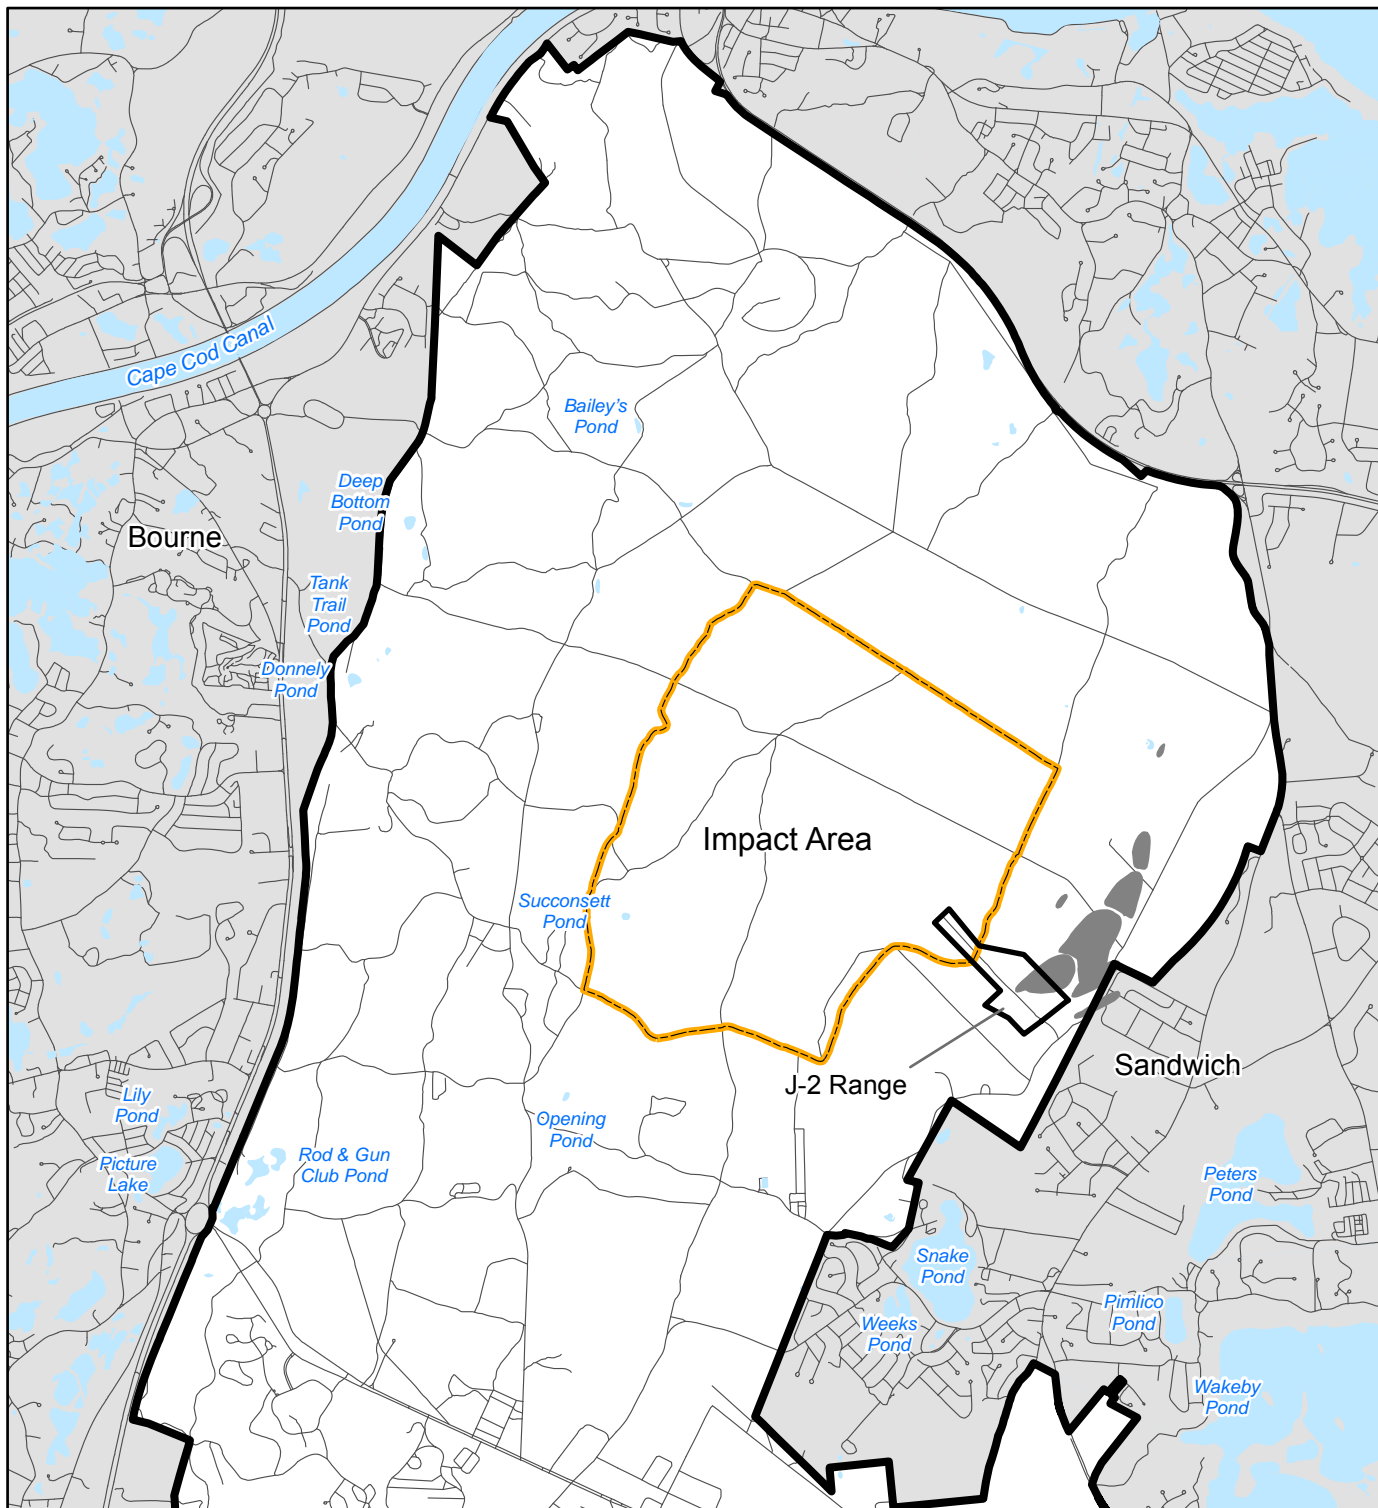 Cape Cod Canal
Bailey's
Pond
Deep
Bottom
Pond
Bourne
Tank
Trail
Pond
Donnely
Pond
Impact Area
Succonsett
Pond
Sandwich
J-2 Range
Lily
Pond
Opening
Pond
Rod & Gun
Club Pond
Picture
Lake
Peters
Pond
Snake
Pond
Pimlico
Pond
Weeks
Pond
Wakeby
Pond